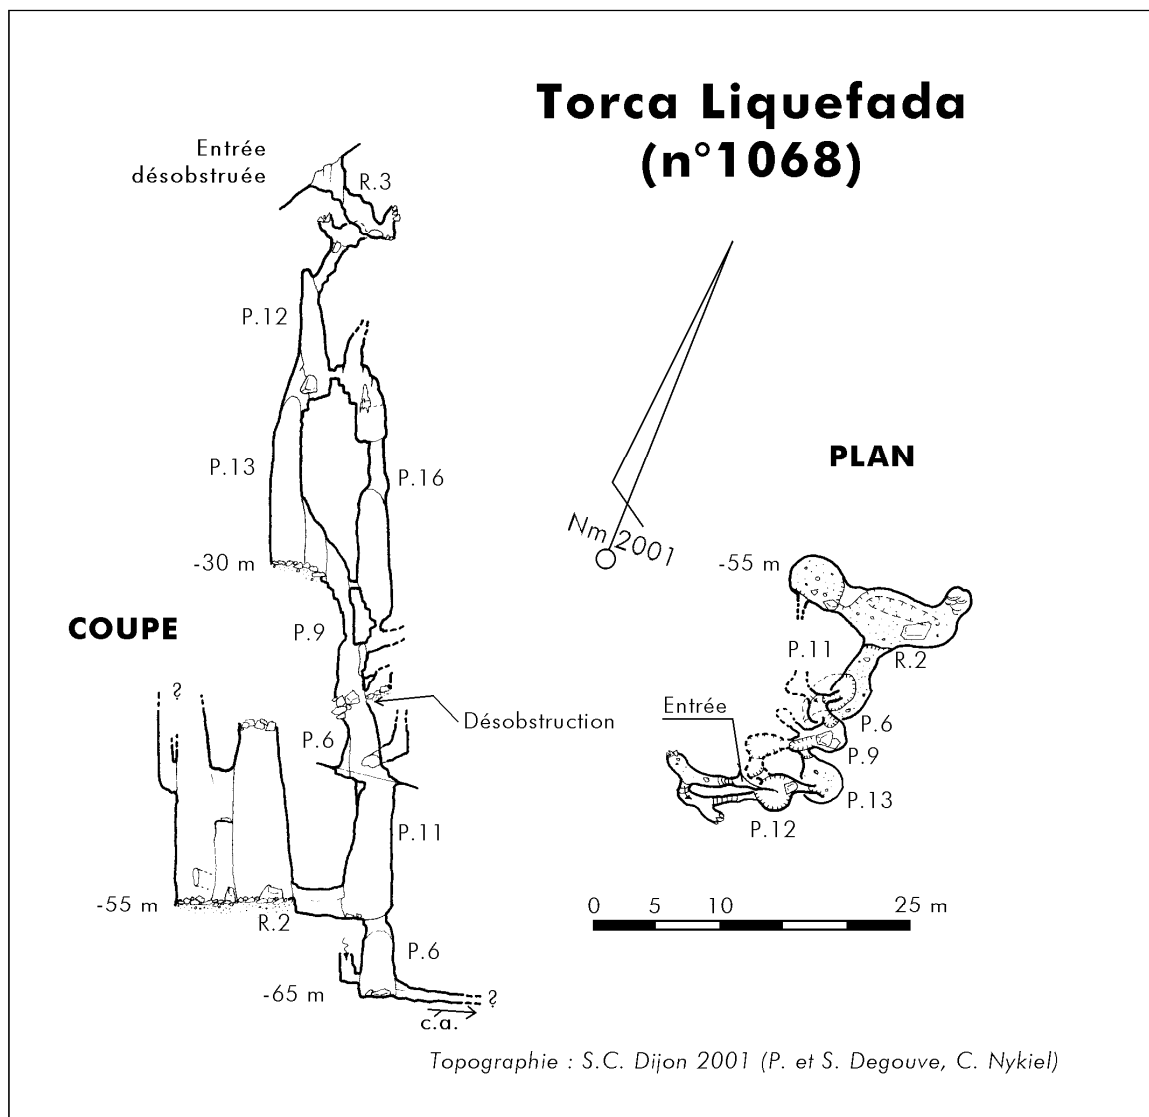 Torca Liquefada
(n°1068)
Entrée
désobstruée
R.3
P.12
P.13
P.16
-30 m
COUPE
P.9
?
Désobstruction
P.6
P.11
-55 m
R.2
P.6
-65 m
?
c.a.
Nm 2001
PLAN
-55 m
P.11
R.2
Entrée
P.6
P.9
P.13
P.12
0 5 10 25 m
Topographie : S.C. Dijon 2001 (P. et S. Degouve, C. Nykiel)